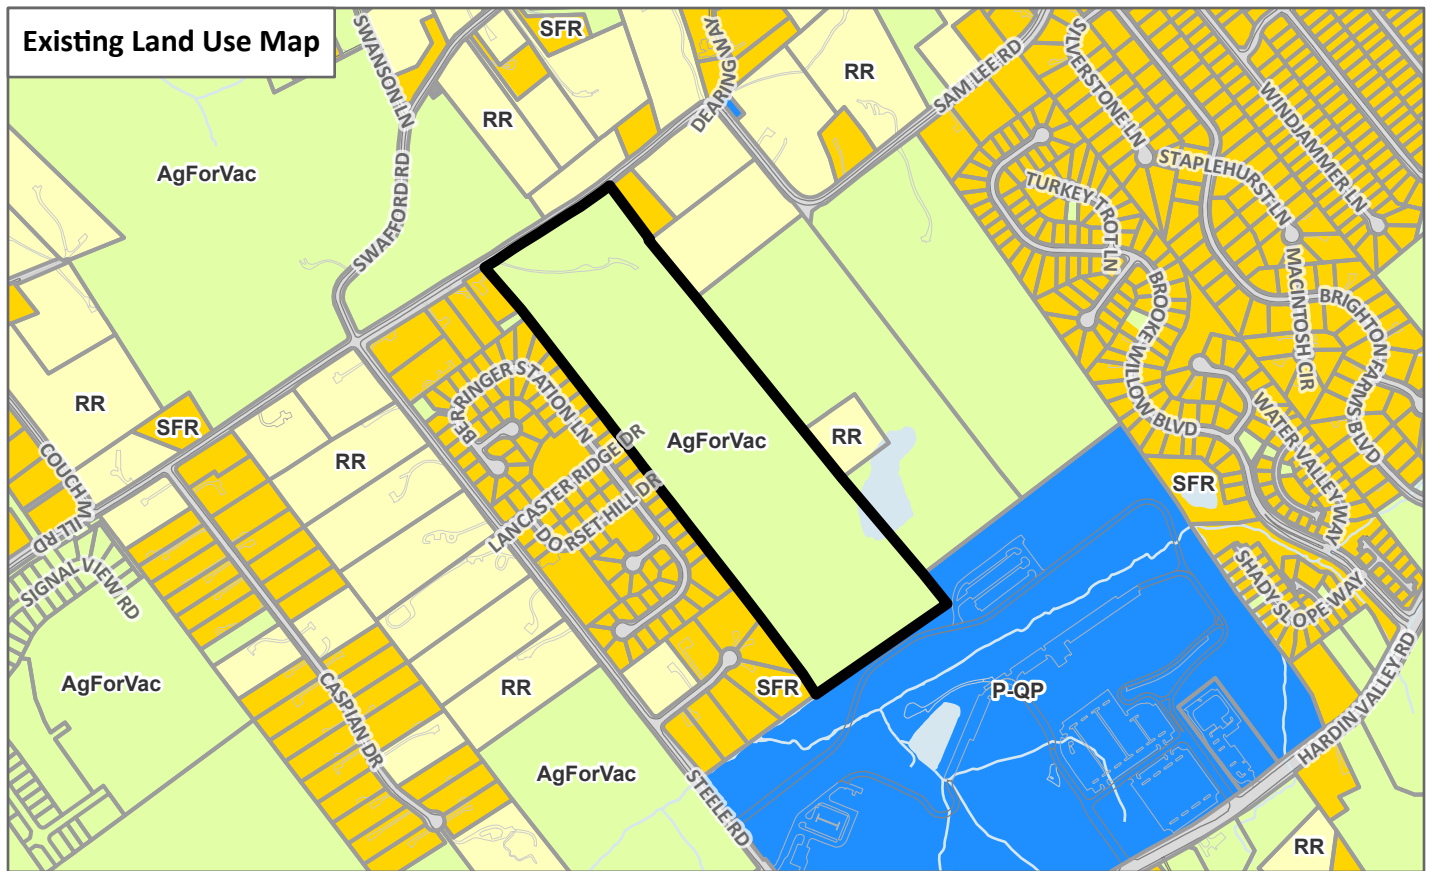 Existing Land Use Map
SWANSON LN
SFR
DEARING WAY
RR
SAM LEE RD
SILVERSTONE LN
WINDJAMMER LN
RR
AgForVac
STAPLEHURST LN
TURKEY TROT LN
SWAFFORD RD
MACINTOSH CIR
BROOKE WILLOW BLVD
BRIGHTON FARMS BLVD
BERRINGER STATION LN
RR
SFR
COUCH MILL RD
RR
LANCASTER RIDGE DR
DORSET HILL DR
AgForVac
RR
WATER VALLEY WAY
SFR
SIGNAL VIEW RD
SHADY SLOPE WAY
AgForVac
CASPIAN DR
RR
SFR
P-QP
HARDIN VALLEY RD
AgForVac
STEELE RD
RR